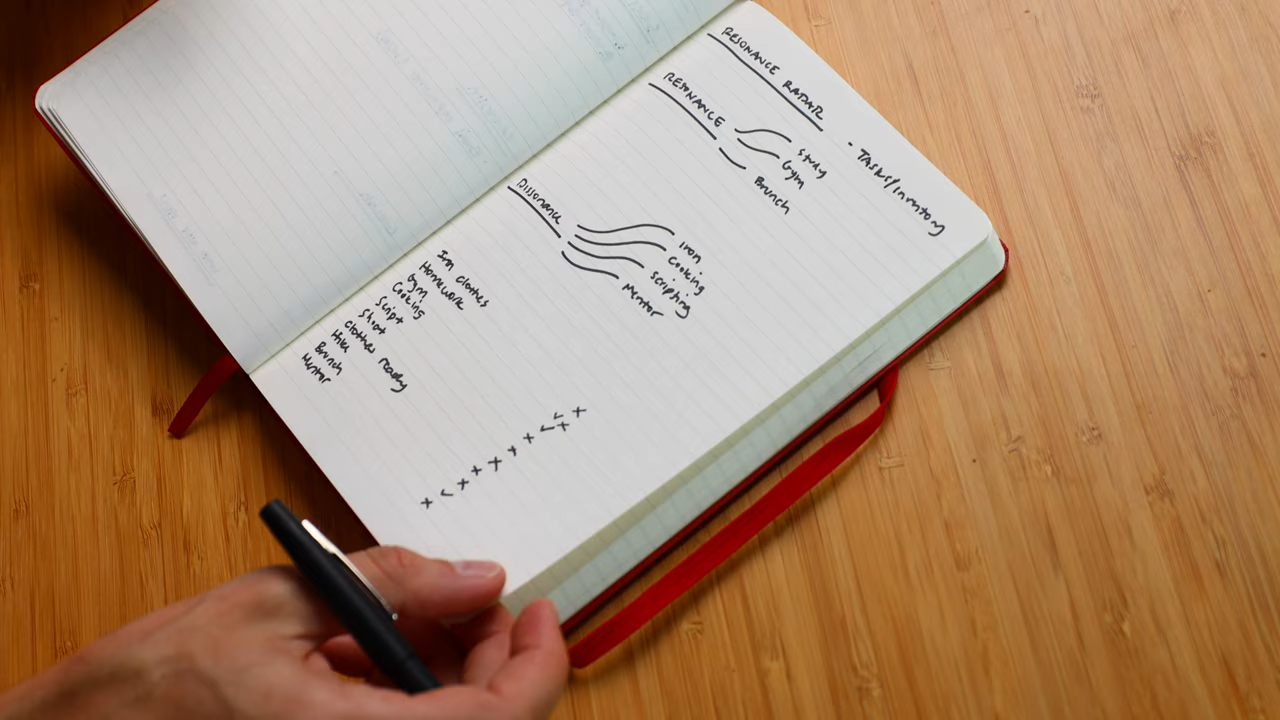 RESONANCE RADAR
- TASKS/Inventory
RESONANCE
Study
Gym
Brunch
Dissonance
Iron
Cooking
Scripting
Mentor
Iron clothes
Homework
Gym
Cooking
Script
Shoot
Clothes ready
Hike
Brunch
Mentor